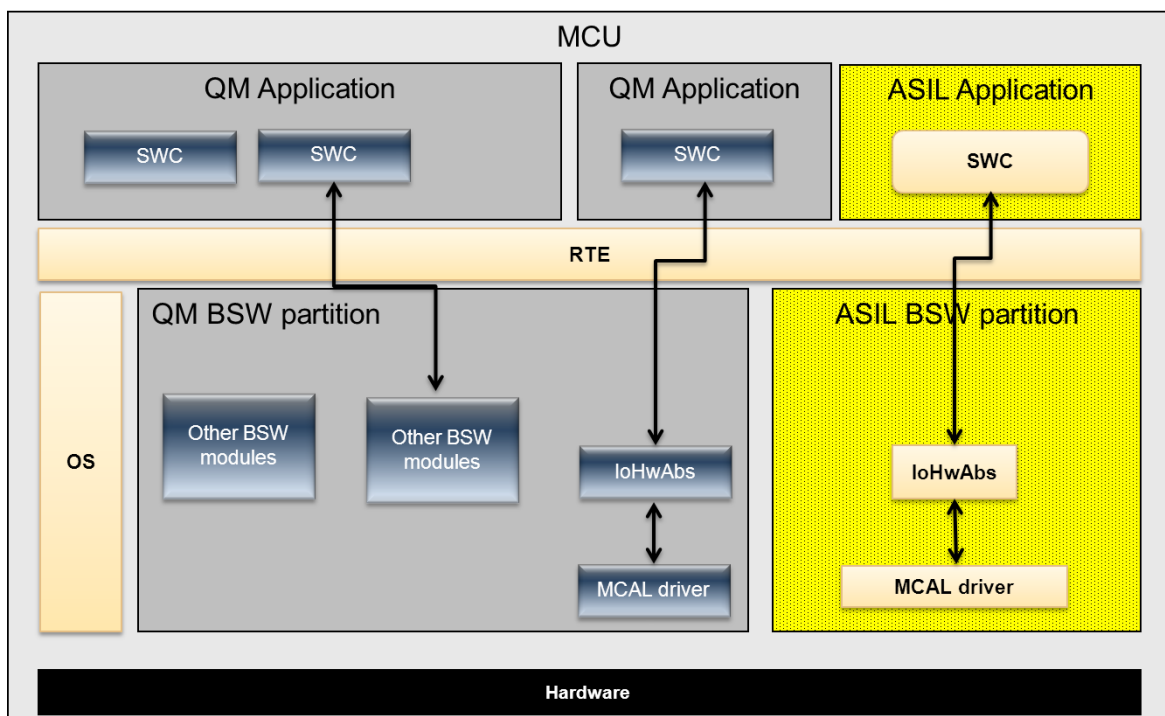 MCU
QM Application
QM Application
ASIL Application
SWC
SWC
SWC
SWC
RTE
QM BSW partition
ASIL BSW partition
OS
Other BSW
modules
Other BSW
modules
IoHwAbs
IoHwAbs
MCAL driver
MCAL driver
Hardware